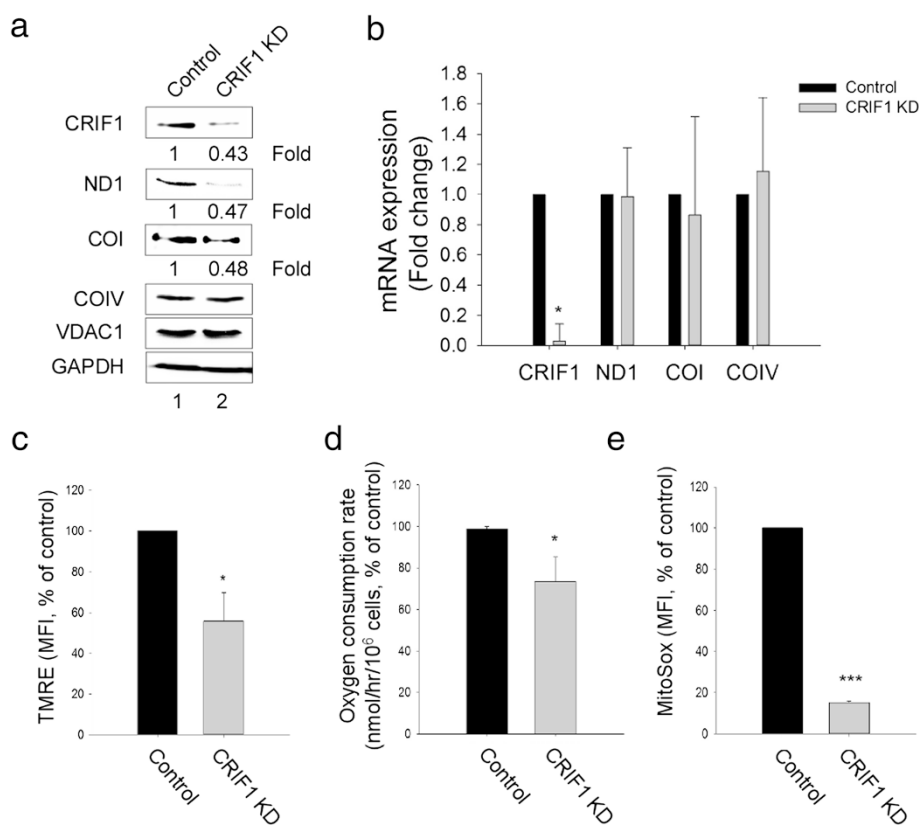 a
Control
CRIF1 KD
CRIF1
1 0.43 Fold
ND1
1 0.47 Fold
COI
1 0.48 Fold
COIV
VDAC1
GAPDH
1 2
b
mRNA expression
(Fold change)
1.8
1.6
1.4
1.2
1.0
0.8
0.6
0.4
0.2
0.0
*
CRIF1 ND1 COI COIV
Control
CRIF1 KD
c
TMRE (MFI, % of control)
120
100
80
60
40
20
0
*
Control
CRIF1 KD
d
Oxygen consumption rate
(nmol/hr/10⁶ cells, % of control)
120
100
80
60
40
20
0
*
Control
CRIF1 KD
e
MitoSox (MFI, % of control)
120
100
80
60
40
20
0
***
Control
CRIF1 KD